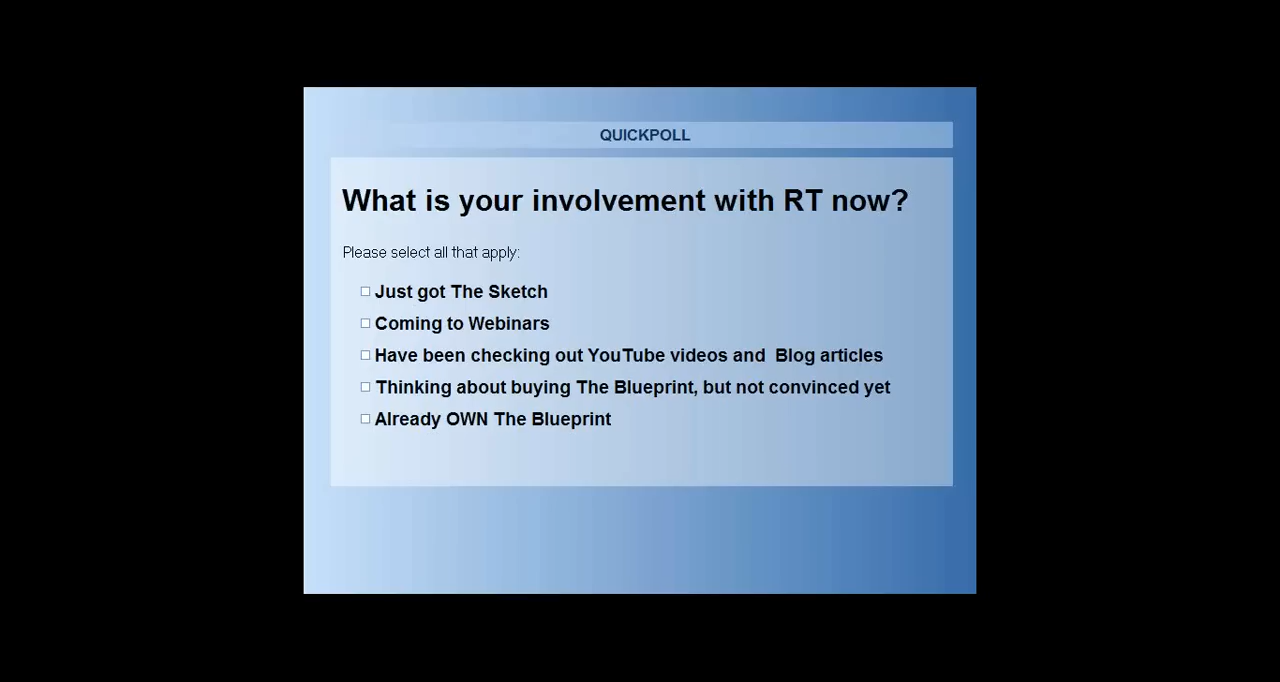 QUICKPOLL
What is your involvement with RT now?
Please select all that apply:
Just got The Sketch
Coming to Webinars
Have been checking out YouTube videos and  Blog articles
Thinking about buying The Blueprint, but not convinced yet
Already OWN The Blueprint